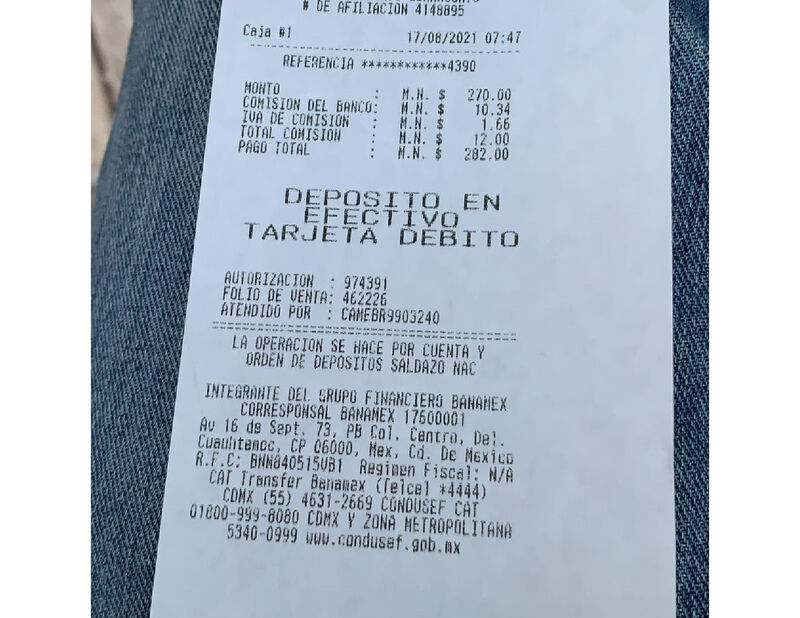 # DE AFILIACION 4148895
Caja #1 17/08/2021 07:47
REFERENCIA ************4390
MONTO : M.N. $ 270.00
COMISION DEL BANCO: M.N. $ 10.34
IVA DE COMISION : M.N. $ 1.66
TOTAL COMISION : M.N. $ 12.00
PAGO TOTAL : M.N. $ 282.00
DEPOSITO EN
EFECTIVO
TARJETA DEBITO
AUTORIZACION : 974391
FOLIO DE VENTA: 462226
ATENDIDO POR : CAMEBR9903240
LA OPERACION SE HACE POR CUENTA Y
ORDEN DE DEPOSITOS SALDAZO NAC
INTEGRANTE DEL GRUPO FINANCIERO BANAMEX
CORRESPONSAL BANAMEX 17600001
Av 16 de Sept. 73, PB Col. Centro, Del.
Cuauhtemoc, CP 06000, Mex, Cd. De Mexico
R.F.C: BNM840515VB1 Regimen Fiscal: N/A
CAT Transfer Banamex (Telcel *4444)
CDMX (55) 4631-2669 CONDUSEF CAT
01800-999-8080 CDMX Y ZONA METROPOLITANA
5340-0999 www.condusef.gob.mx